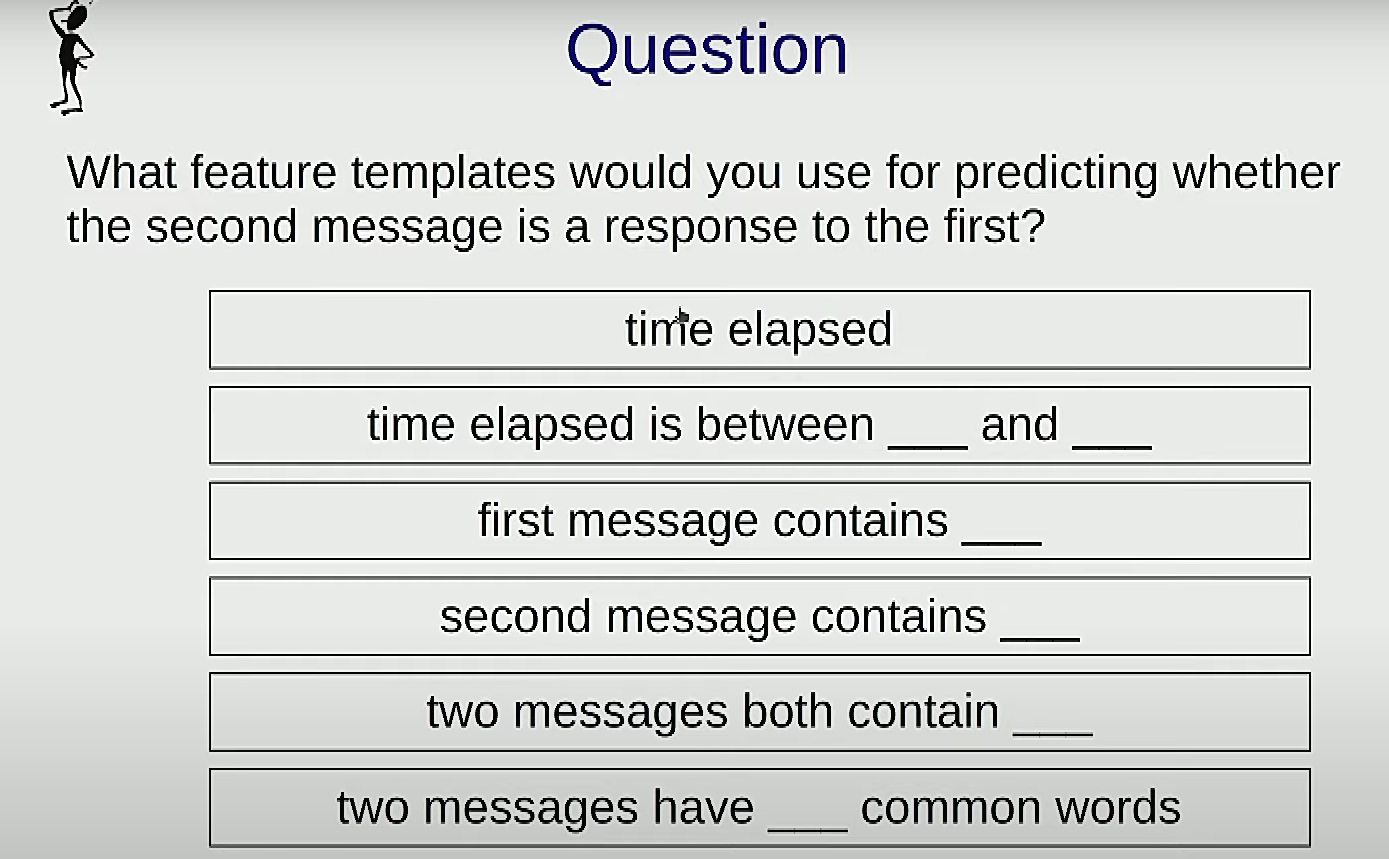 Question
What feature templates would you use for predicting whether
the second message is a response to the first?
time elapsed
time elapsed is between ___ and ___
first message contains ___
second message contains ___
two messages both contain ___
two messages have ___ common words